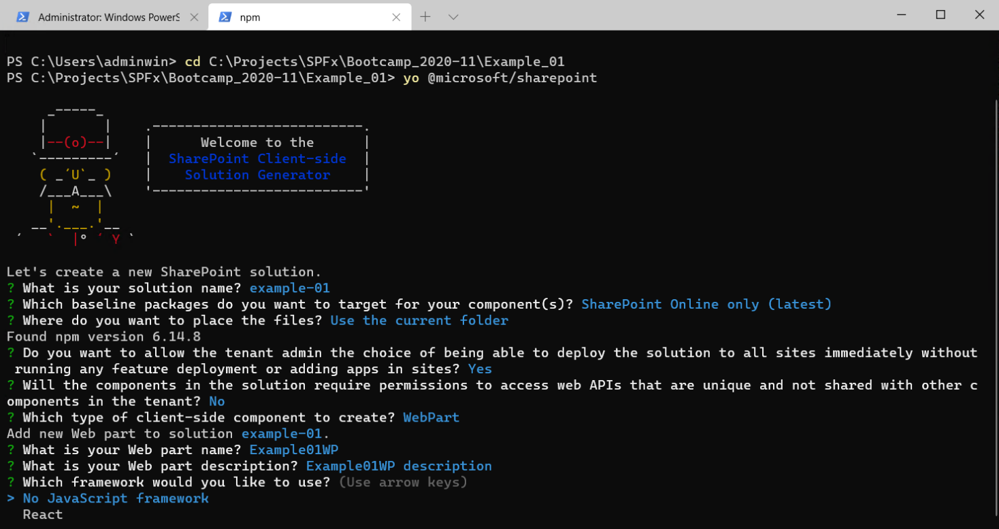 Administrator: Windows PowerS
npm
PS C:\Users\adminwin> cd C:\Projects\SPFx\Bootcamp_2020-11\Example_01
PS C:\Projects\SPFx\Bootcamp_2020-11\Example_01> yo @microsoft/sharepoint
     _-----_
    |       |    .--------------------------.
    |--(o)--|    |      Welcome to the      |
   `---------´   |  SharePoint Client-side  |
    ( _´U`_ )    |    Solution Generator    |
    /___A___\    '--------------------------'
     |  ~  |
   __'.___.'__
 ´   `  |° ´ Y `
Let's create a new SharePoint solution.
? What is your solution name? example-01
? Which baseline packages do you want to target for your component(s)? SharePoint Online only (latest)
? Where do you want to place the files? Use the current folder
Found npm version 6.14.8
? Do you want to allow the tenant admin the choice of being able to deploy the solution to all sites immediately without
 running any feature deployment or adding apps in sites? Yes
? Will the components in the solution require permissions to access web APIs that are unique and not shared with other c
omponents in the tenant? No
? Which type of client-side component to create? WebPart
Add new Web part to solution example-01.
? What is your Web part name? Example01WP
? What is your Web part description? Example01WP description
? Which framework would you like to use? (Use arrow keys)
> No JavaScript framework
  React